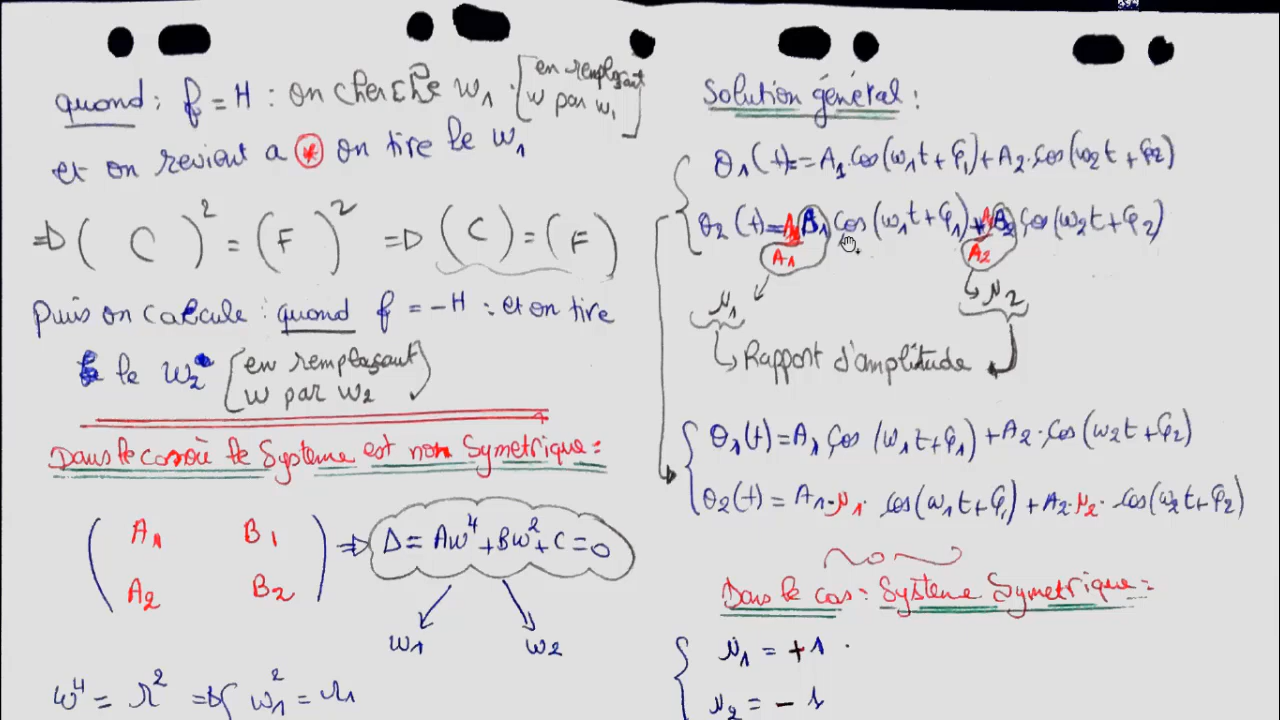 quand : f = H : on cherche w₁ . [en remplaçant
w par w₁]
et on revient a (*) on tire le w₁
⇒ ( C )² = ( F )² ⇒ ( C ) = ( F )
Puis on calcule : quand f = -H : et on tire
le w₂ [en remplaçant
w par w₂]
Dans le cas où le Système est non Symetrique :
( A₁ B₁
A₂ B₂ ) ⇒ Δ = Aw⁴ + Bw² + C = 0
w₁ w₂
w⁴ = r² ⇒ { w₁² = r₁
Solution général :
θ₁(t) = A₁.cos(w₁t + φ₁) + A₂.cos(w₂t + φ₂)
θ₂(t) = B₁ cos(w₁t + φ₁) + B₂ cos(w₂t + φ₂)
A₁ A₂
μ₁ μ₂
Rapport d'amplitude
θ₁(t) = A₁ cos(w₁t + φ₁) + A₂.cos(w₂t + φ₂)
θ₂(t) = A₁.μ₁. cos(w₁t + φ₁) + A₂.μ₂. cos(w₂t + φ₂)
Dans le cas : Système Symetrique :
μ₁ = +1 .
μ₂ = - 1